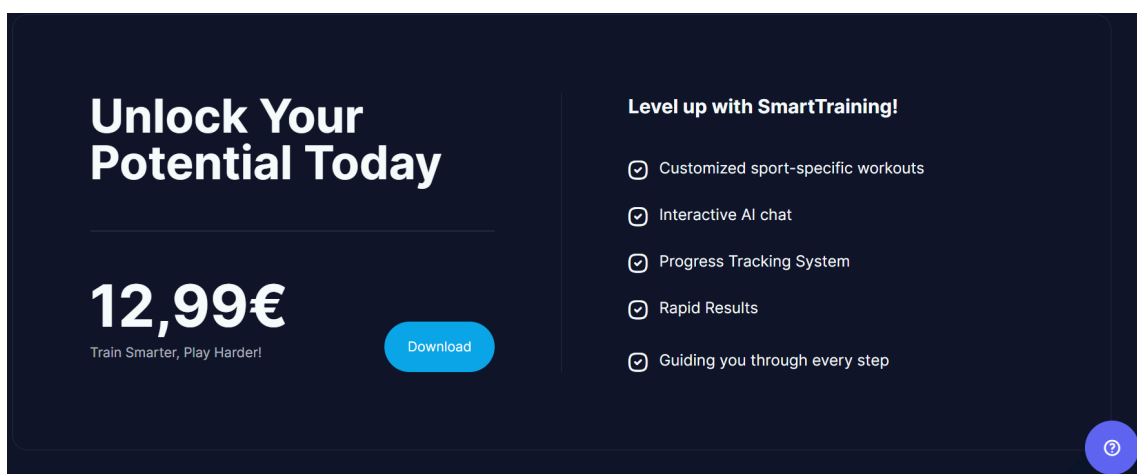 Unlock Your
Potential Today
12,99€
Train Smarter, Play Harder!
Download
Level up with SmartTraining!
Customized sport-specific workouts
Interactive AI chat
Progress Tracking System
Rapid Results
Guiding you through every step